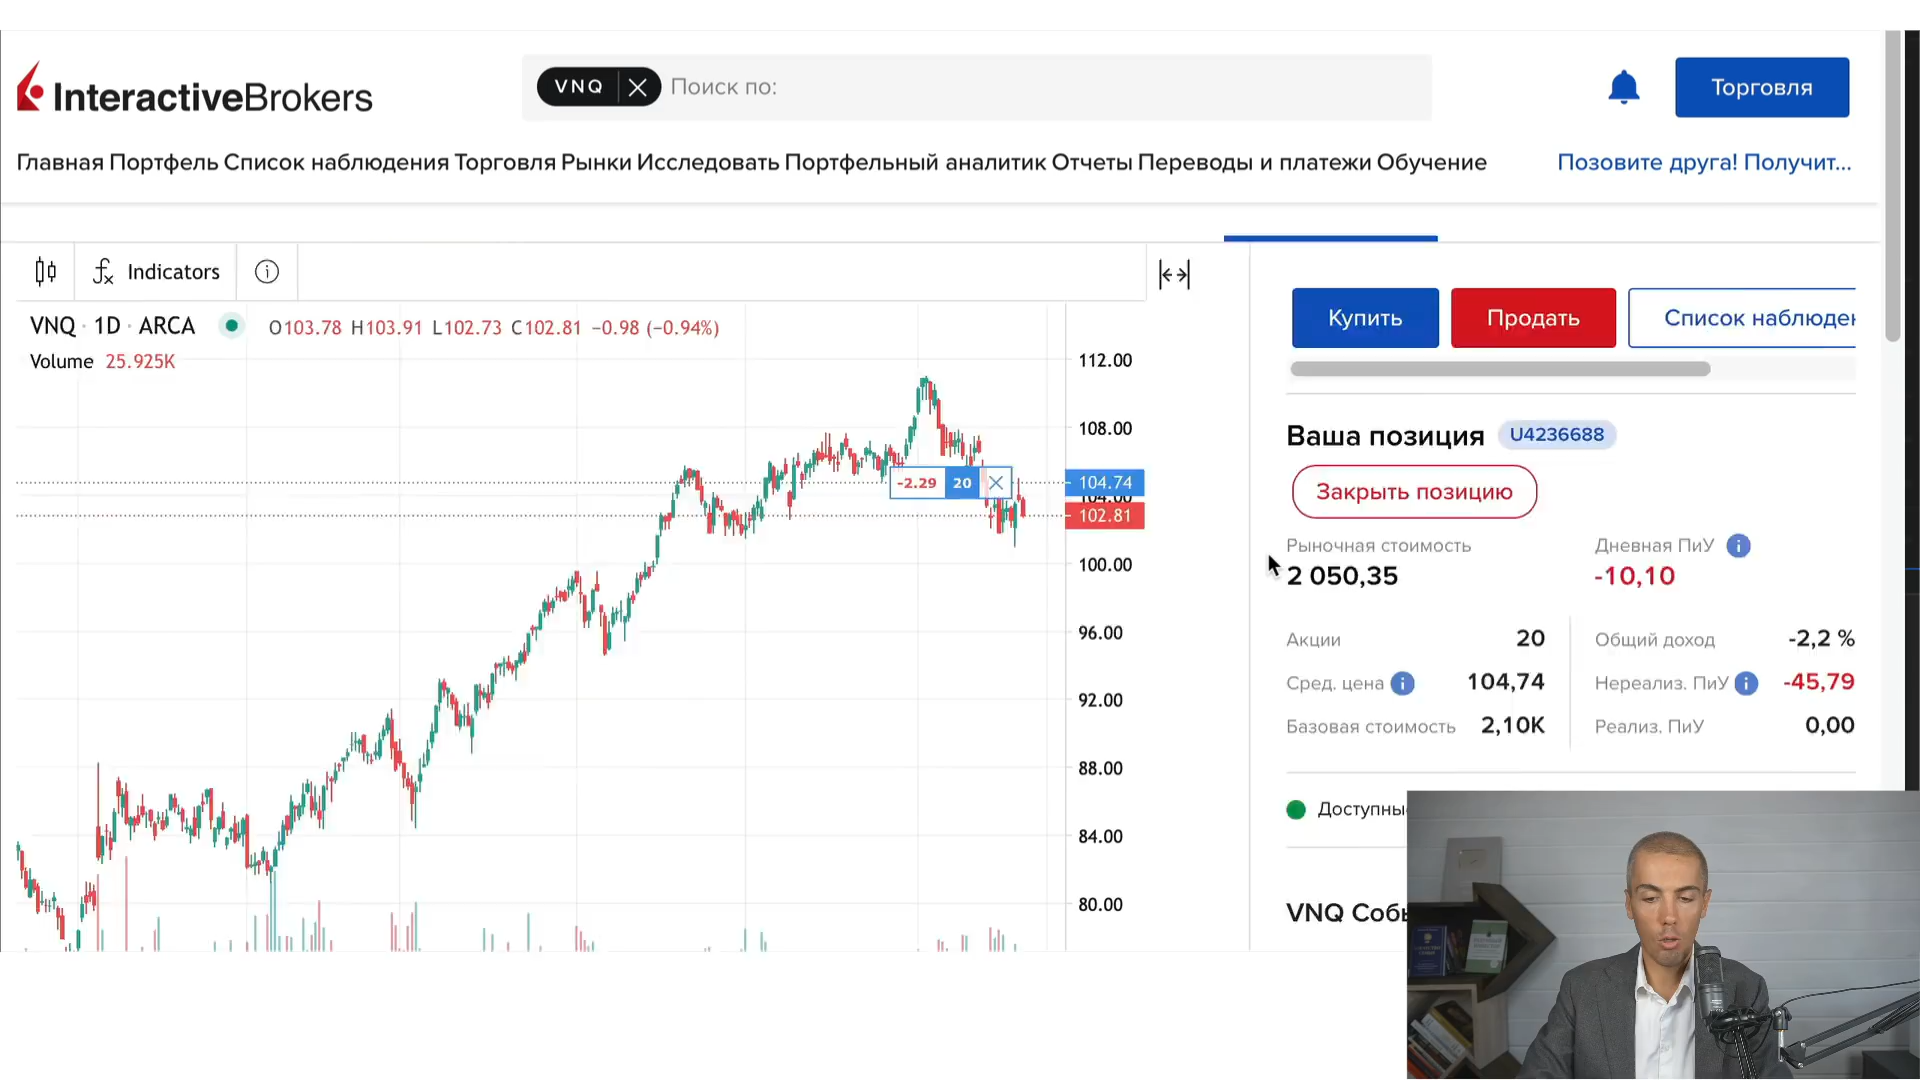 InteractiveBrokers
VNQ
Поиск по:
Торговля
Главная Портфель Список наблюдения Торговля Рынки Исследовать Портфельный аналитик Отчеты Переводы и платежи Обучение
Позовите друга! Получит...
Indicators
VNQ · 1D · ARCA
O103.78 H103.91 L102.73 C102.81 −0.98 (−0.94%)
Volume 25.925K
112.00
108.00
-2.29 20
104.74
104.00
102.81
100.00
96.00
92.00
88.00
84.00
80.00
Купить
Продать
Список наблюден
Ваша позиция U4236688
Закрыть позицию
Рыночная стоимость
2 050,35
Дневная ПиУ
-10,10
Акции 20
Сред. цена 104,74
Базовая стоимость 2,10K
Общий доход -2,2 %
Нереализ. ПиУ -45,79
Реализ. ПиУ 0,00
Доступны
VNQ Собы